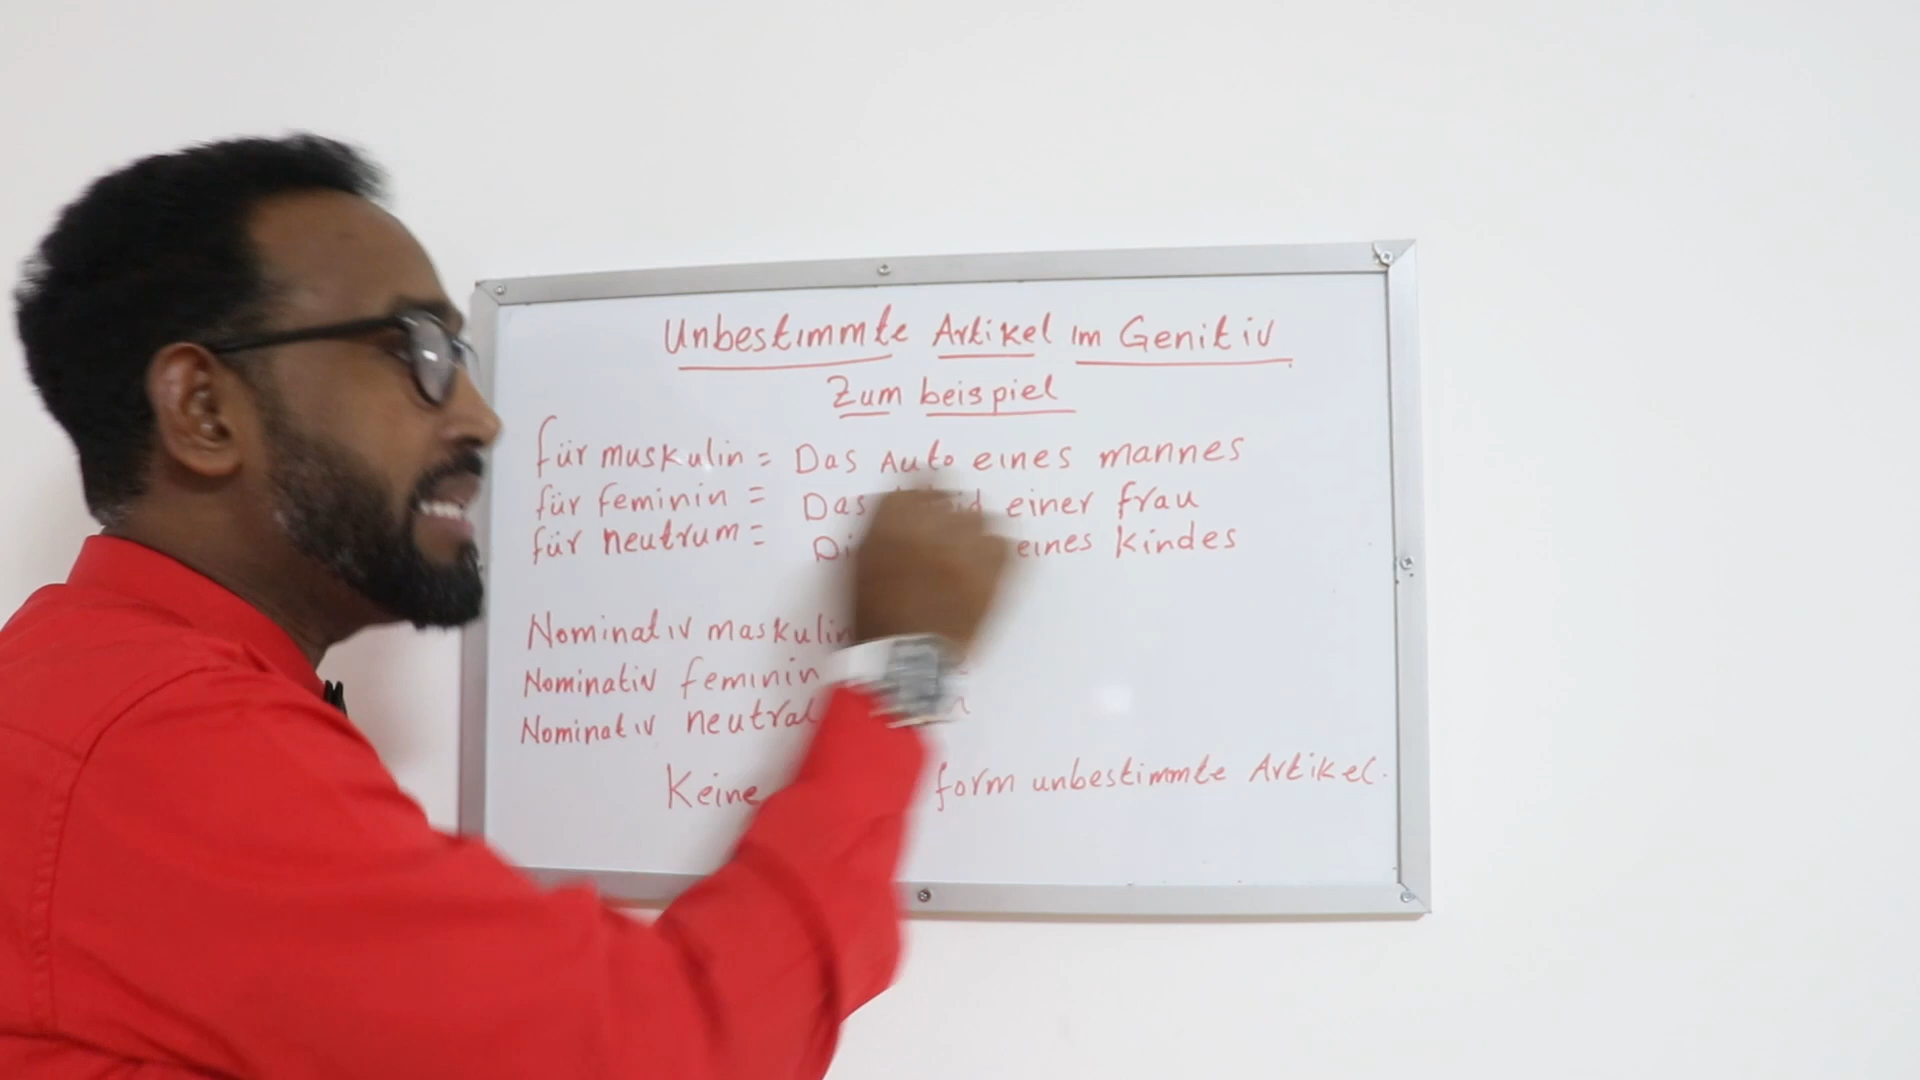 Unbestimmte Artikel im Genitiv
Zum beispiel
für muskulin = Das Auto eines mannes
für feminin = Das einer frau
für neutrum = eines kindes
Nominativ maskulin
Nominativ feminin
Nominativ neutral
Keine form unbestimmte Artikel.